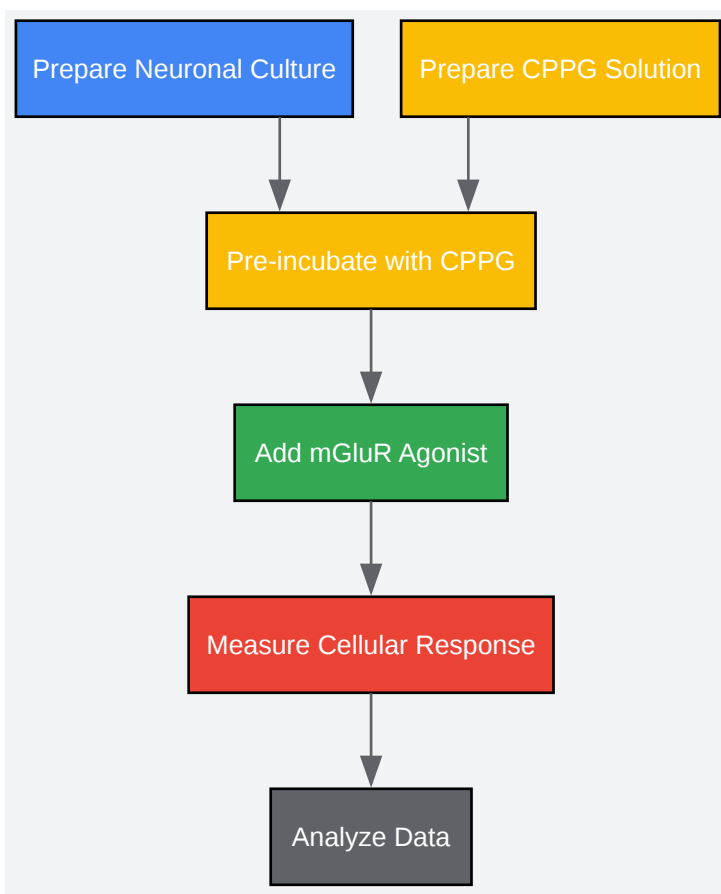 Prepare Neuronal Culture
Prepare CPPG Solution
Pre-incubate with CPPG
Add mGluR Agonist
Measure Cellular Response
Analyze Data